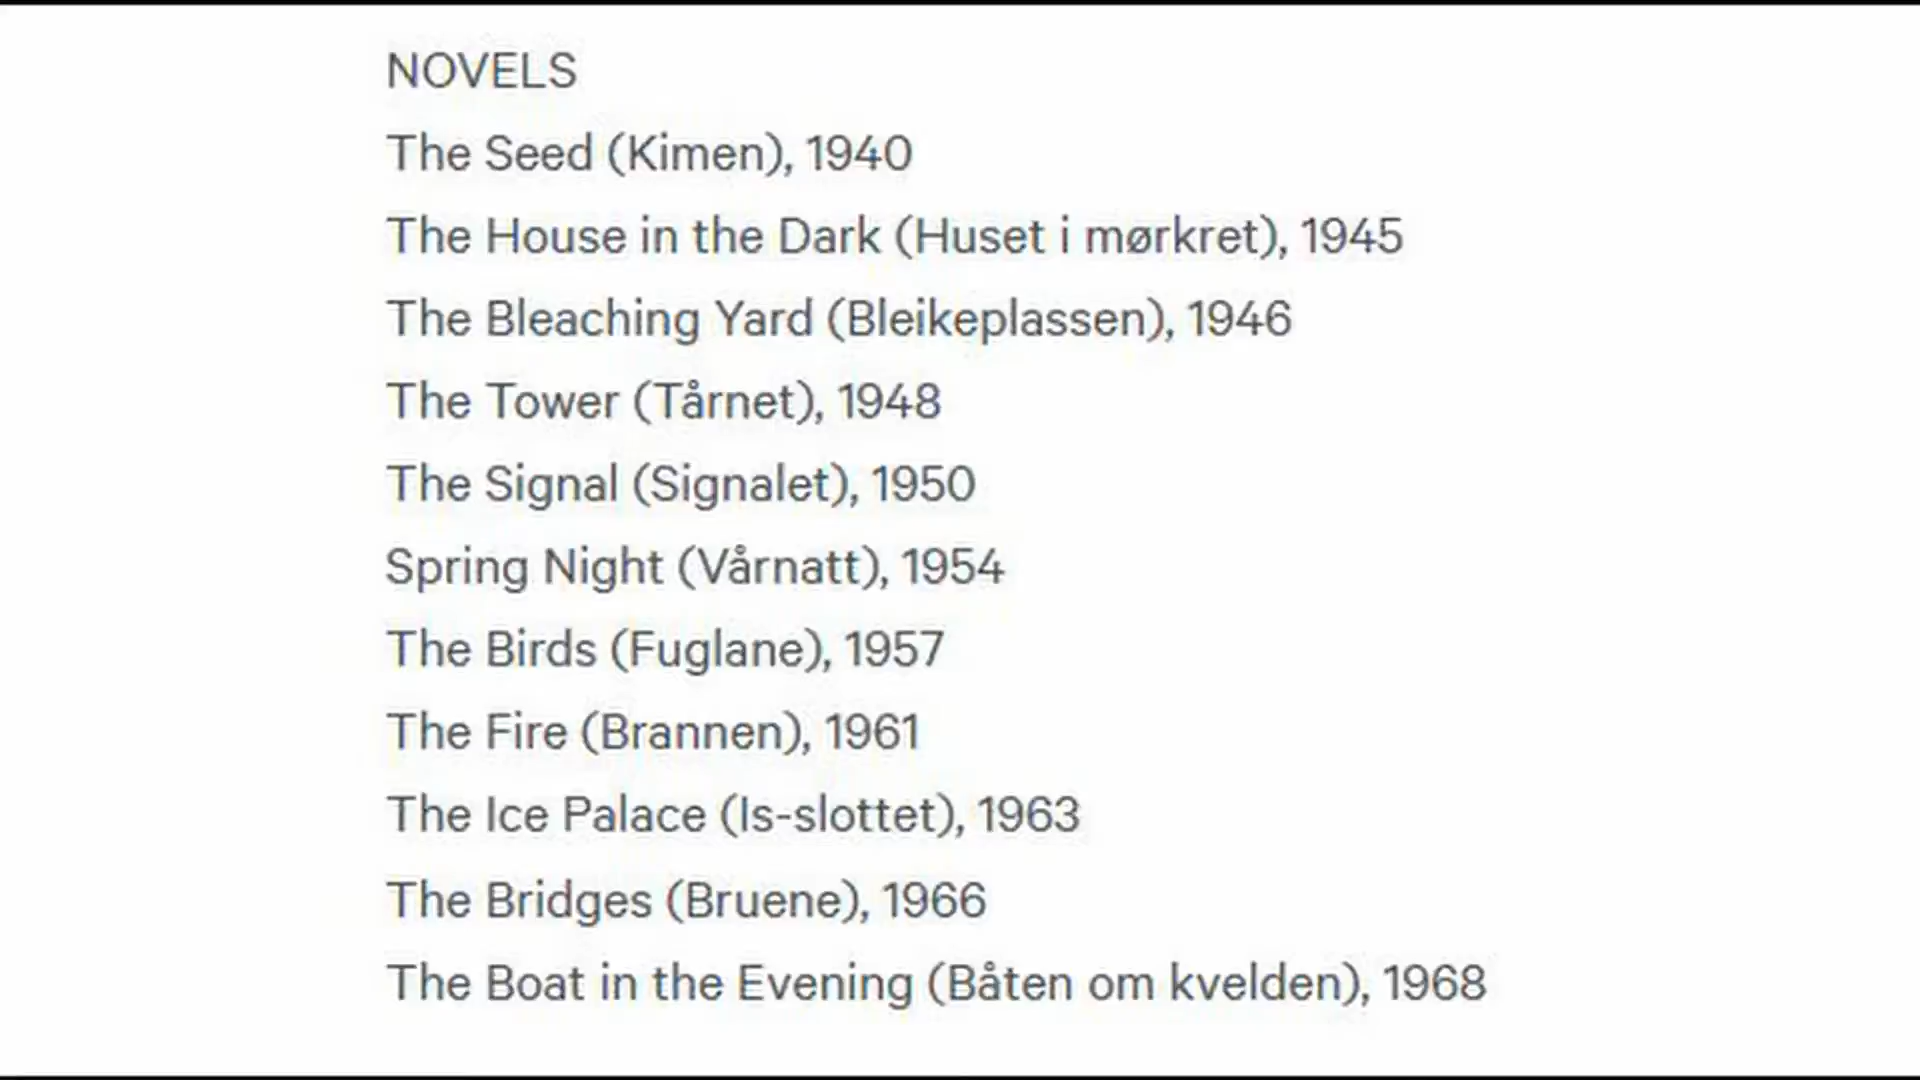 NOVELS
The Seed (Kimen), 1940
The House in the Dark (Huset i mørkret), 1945
The Bleaching Yard (Bleikeplassen), 1946
The Tower (Tårnet), 1948
The Signal (Signalet), 1950
Spring Night (Vårnatt), 1954
The Birds (Fuglane), 1957
The Fire (Brannen), 1961
The Ice Palace (Is-slottet), 1963
The Bridges (Bruene), 1966
The Boat in the Evening (Båten om kvelden), 1968